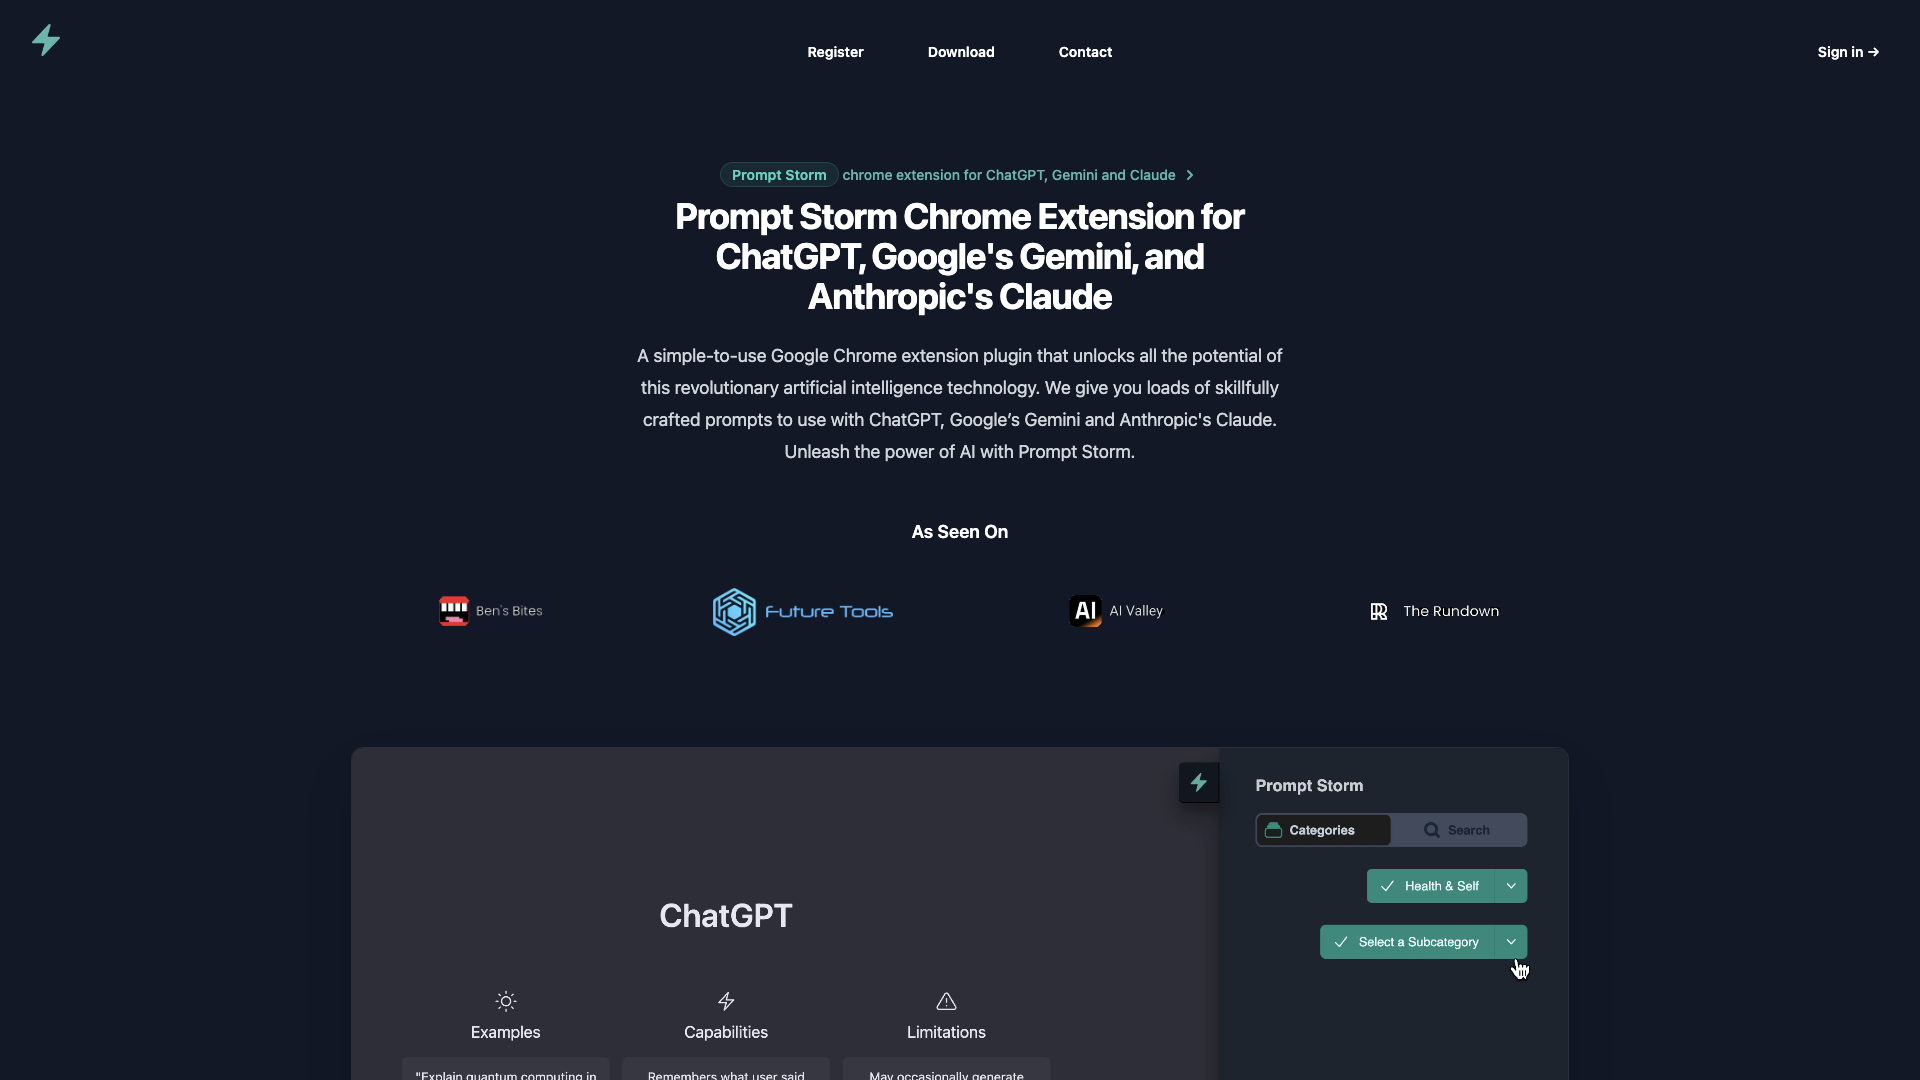 Register
Download
Contact
Sign in →
Prompt Storm chrome extension for ChatGPT, Gemini and Claude
Prompt Storm Chrome Extension for
ChatGPT, Google's Gemini, and
Anthropic's Claude
A simple-to-use Google Chrome extension plugin that unlocks all the potential of
this revolutionary artificial intelligence technology. We give you loads of skillfully
crafted prompts to use with ChatGPT, Google’s Gemini and Anthropic's Claude.
Unleash the power of AI with Prompt Storm.
As Seen On
Ben's Bites
Future Tools
AI AI Valley
The Rundown
Prompt Storm
Categories
Search
Health & Self
Select a Subcategory
ChatGPT
Examples
Capabilities
Limitations
"Explain quantum computing in
Remembers what user said
May occasionally generate